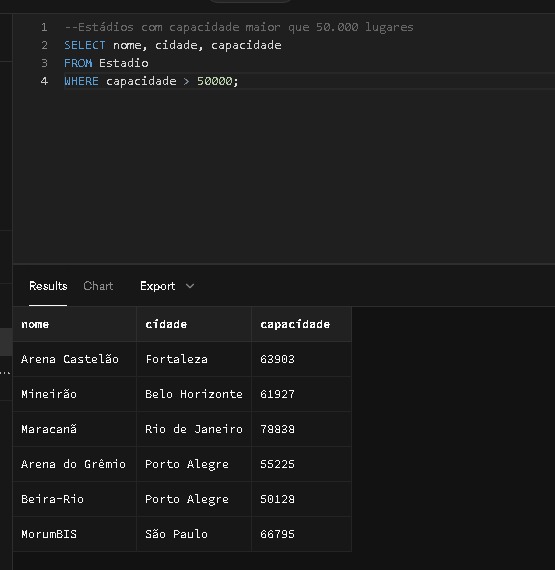 1 --Estádios com capacidade maior que 50.000 lugares
2 SELECT nome, cidade, capacidade
3 FROM Estadio
4 WHERE capacidade > 50000;
Results Chart Export
nome cidade capacidade
Arena Castelão Fortaleza 63903
Mineirão Belo Horizonte 61927
Maracanã Rio de Janeiro 78838
Arena do Grêmio Porto Alegre 55225
Beira-Rio Porto Alegre 50128
MorumBIS São Paulo 66795